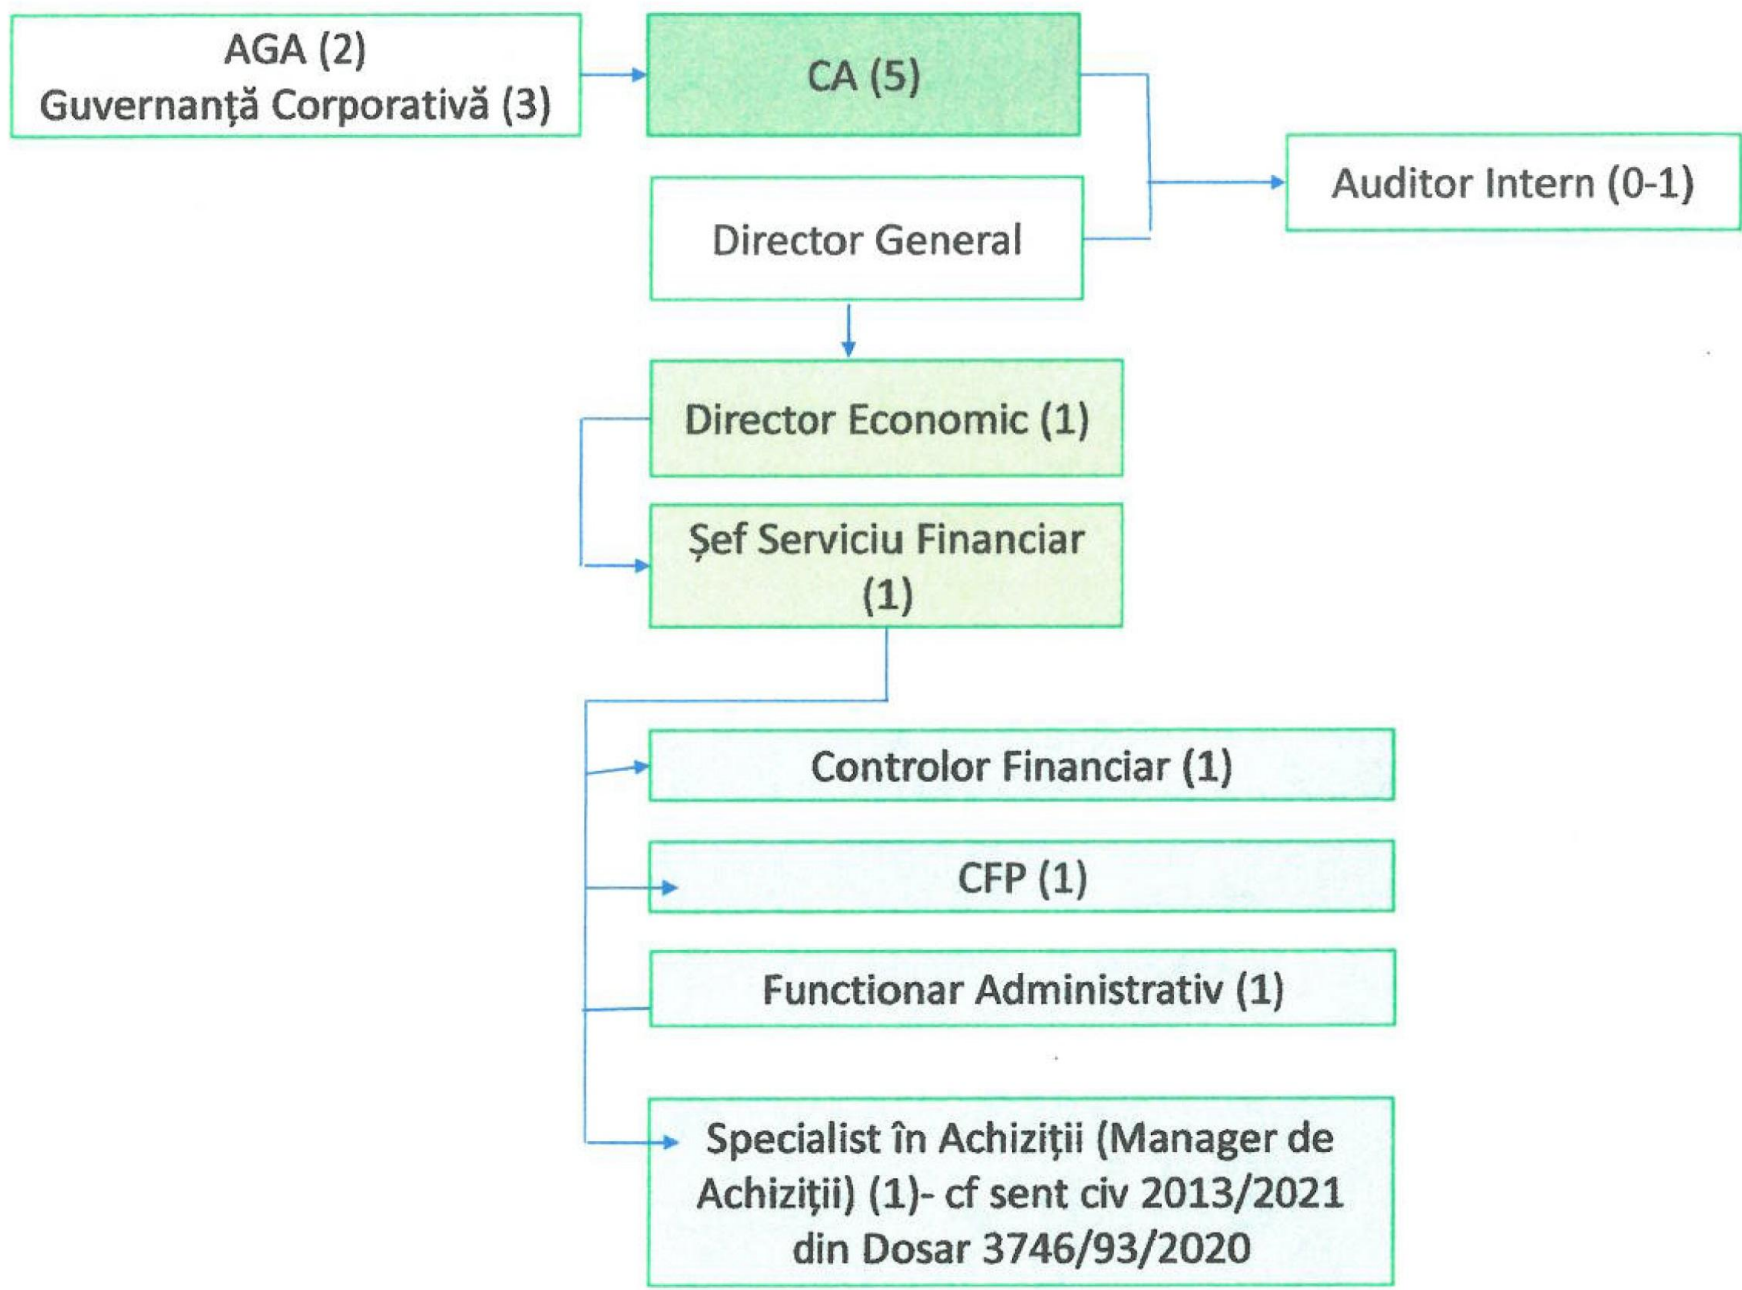 AGA (2)
Guvernanță Corporativă (3)
CA (5)
Auditor Intern (0-1)
Director General
Director Economic (1)
Șef Serviciu Financiar
(1)
Controlor Financiar (1)
CFP (1)
Functionar Administrativ (1)
Specialist în Achiziții (Manager de
Achiziții) (1)- cf sent civ 2013/2021
din Dosar 3746/93/2020